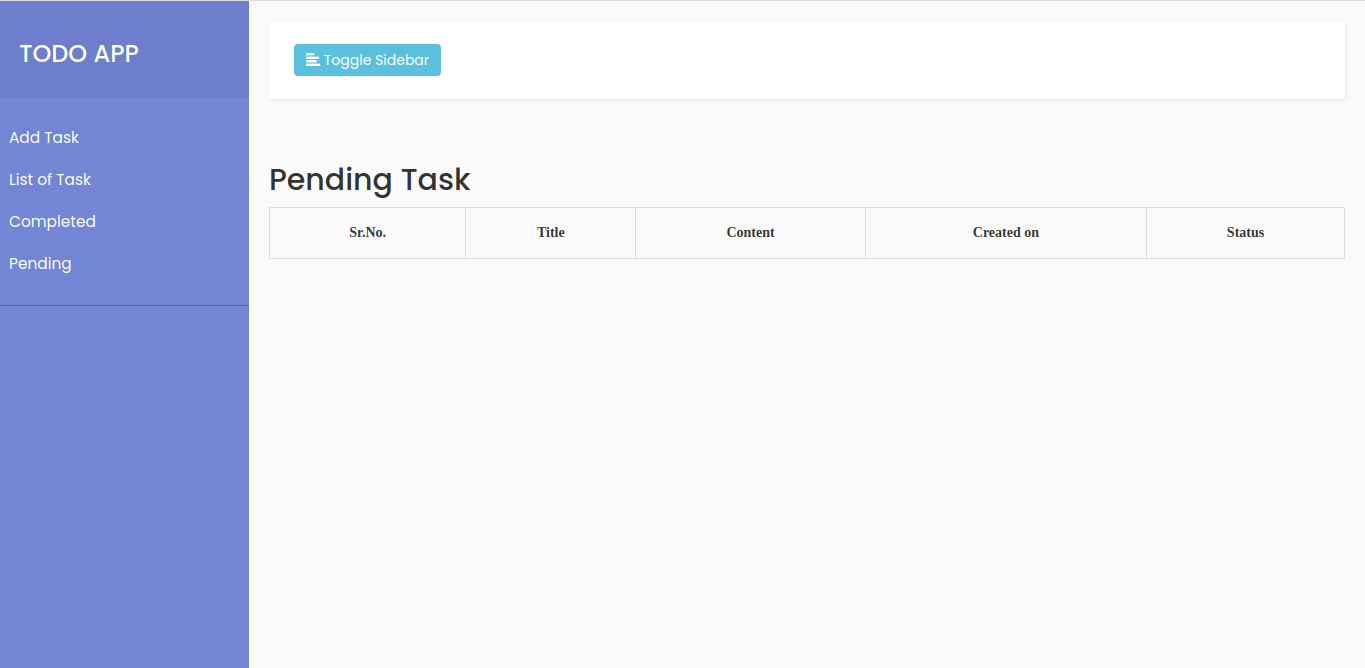 TODO APP
Add Task
List of Task
Completed
Pending
Toggle Sidebar
Pending Task
Sr.No. Title Content Created on Status